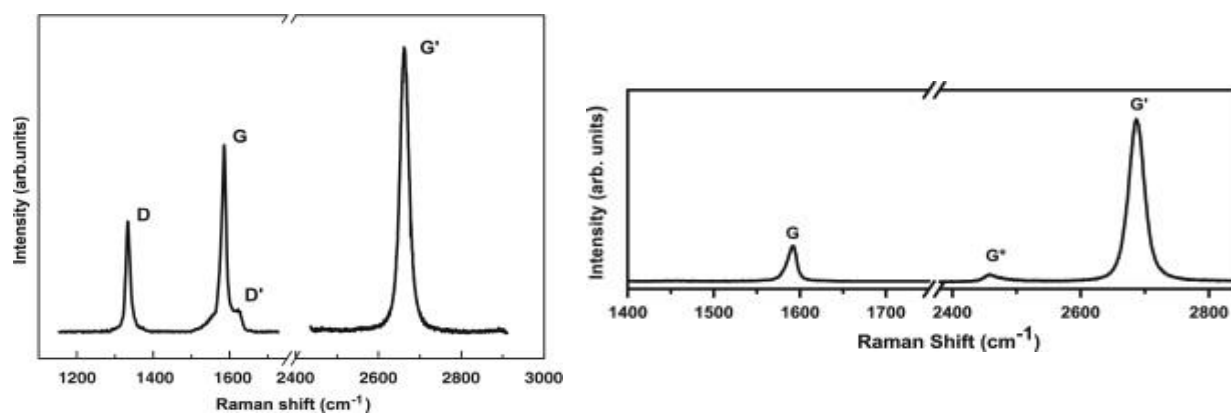 Intensity (arb.units)
D
G
D'
G'
1200 1400 1600 2400 2600 2800 3000
Raman shift (cm⁻¹)
Intensity (arb. units)
G
G*
G'
1400 1500 1600 1700 2400 2600 2800
Raman Shift (cm⁻¹)